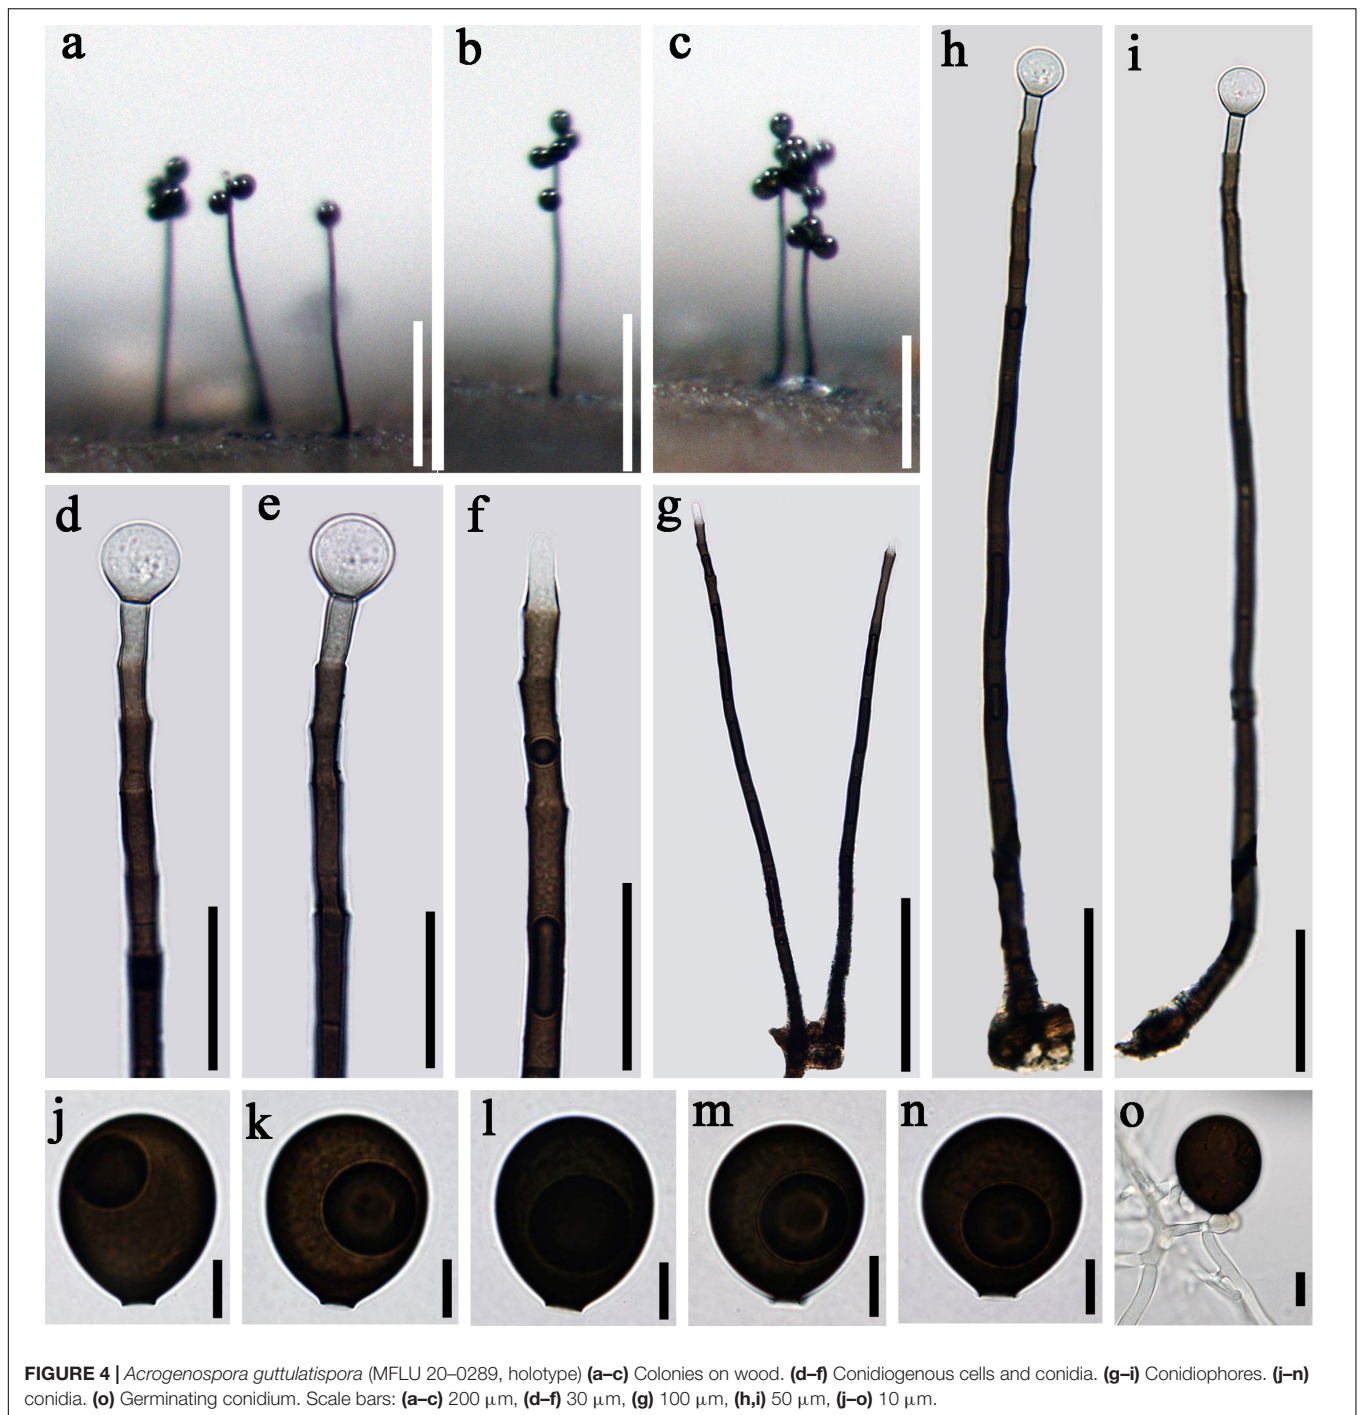 a
b
c
h
i
d
e
f
g
j
k
l
m
n
o
FIGURE 4 | Acrogenospora guttulatispora (MFLU 20–0289, holotype) (a–c) Colonies on wood. (d–f) Conidiogenous cells and conidia. (g–i) Conidiophores. (j–n)
conidia. (o) Germinating conidium. Scale bars: (a–c) 200 μm, (d–f) 30 μm, (g) 100 μm, (h,i) 50 μm, (j–o) 10 μm.